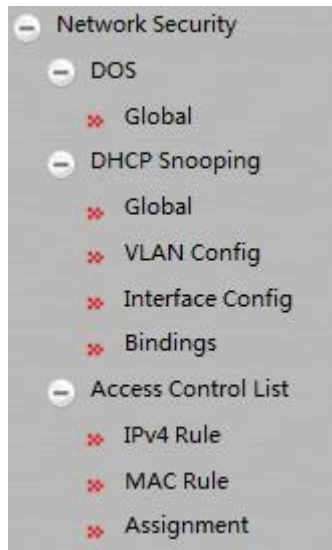 Network Security
DOS
Global
DHCP Snooping
Global
VLAN Config
Interface Config
Bindings
Access Control List
IPv4 Rule
MAC Rule
Assignment